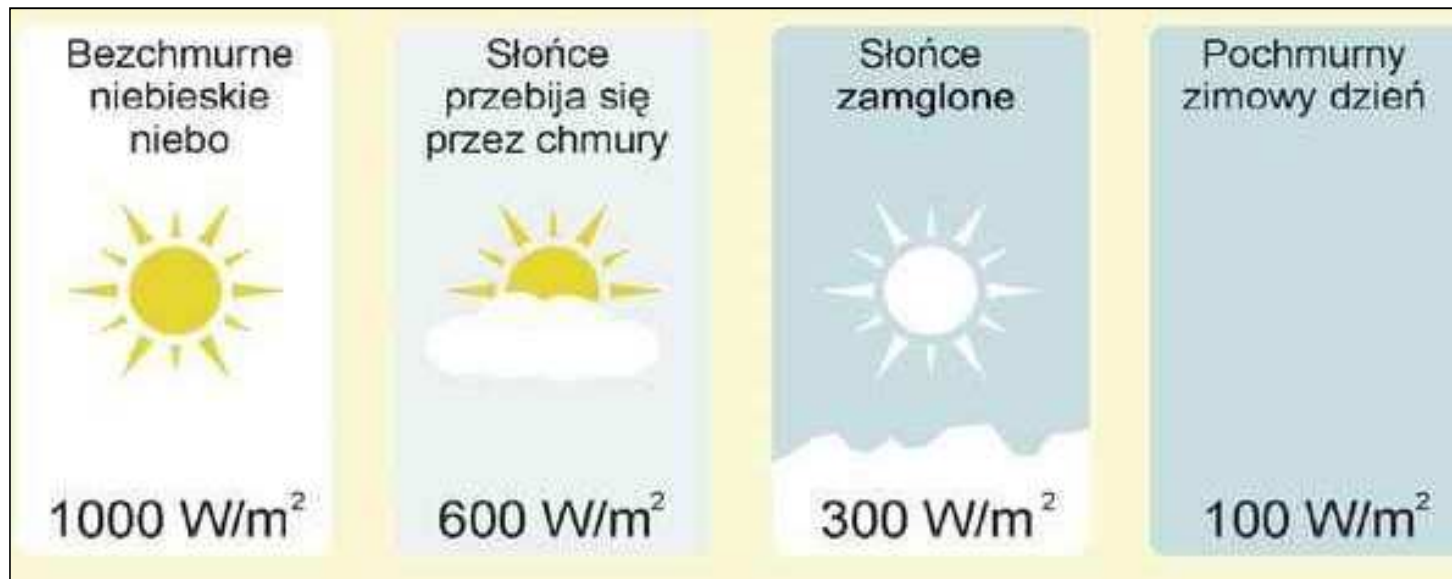 Bezchmurne
niebieskie
niebo
1000 W/m²
Słońce
przebija się
przez chmury
600 W/m²
Słońce
zamglone
300 W/m²
Pochmurny
zimowy dzień
100 W/m²